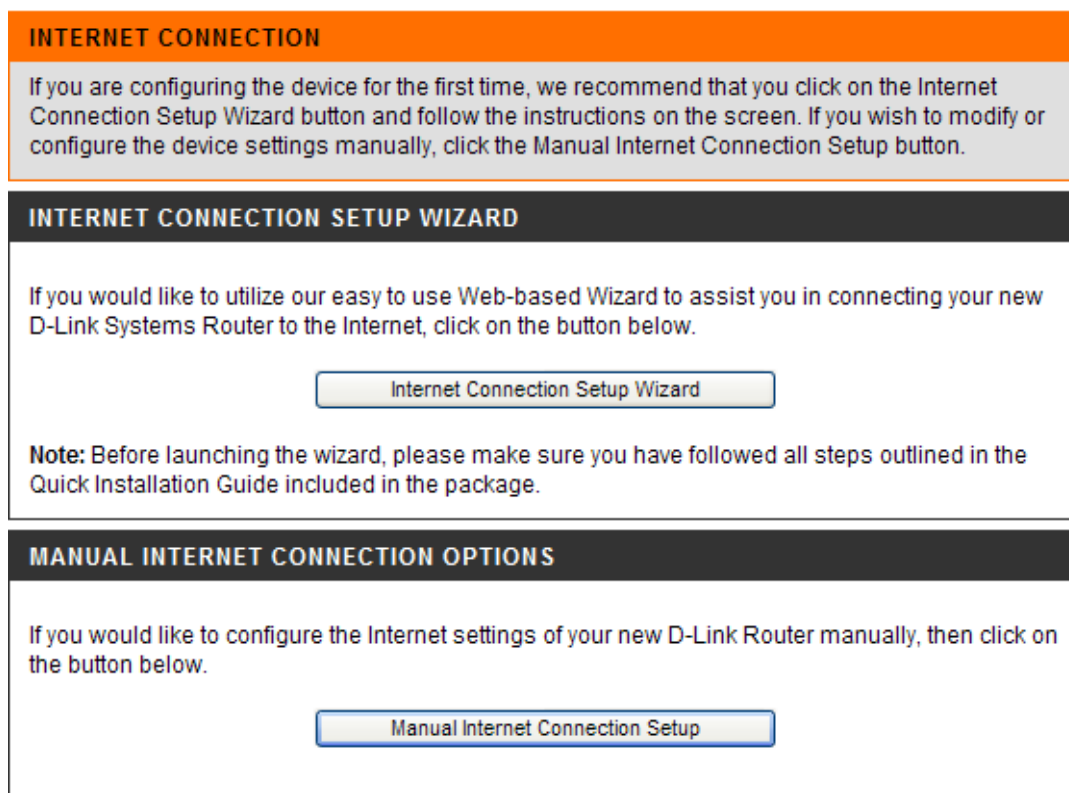 INTERNET CONNECTION
If you are configuring the device for the first time, we recommend that you click on the Internet
Connection Setup Wizard button and follow the instructions on the screen. If you wish to modify or
configure the device settings manually, click the Manual Internet Connection Setup button.
INTERNET CONNECTION SETUP WIZARD
If you would like to utilize our easy to use Web-based Wizard to assist you in connecting your new
D-Link Systems Router to the Internet, click on the button below.
Internet Connection Setup Wizard
Note: Before launching the wizard, please make sure you have followed all steps outlined in the
Quick Installation Guide included in the package.
MANUAL INTERNET CONNECTION OPTIONS
If you would like to configure the Internet settings of your new D-Link Router manually, then click on
the button below.
Manual Internet Connection Setup